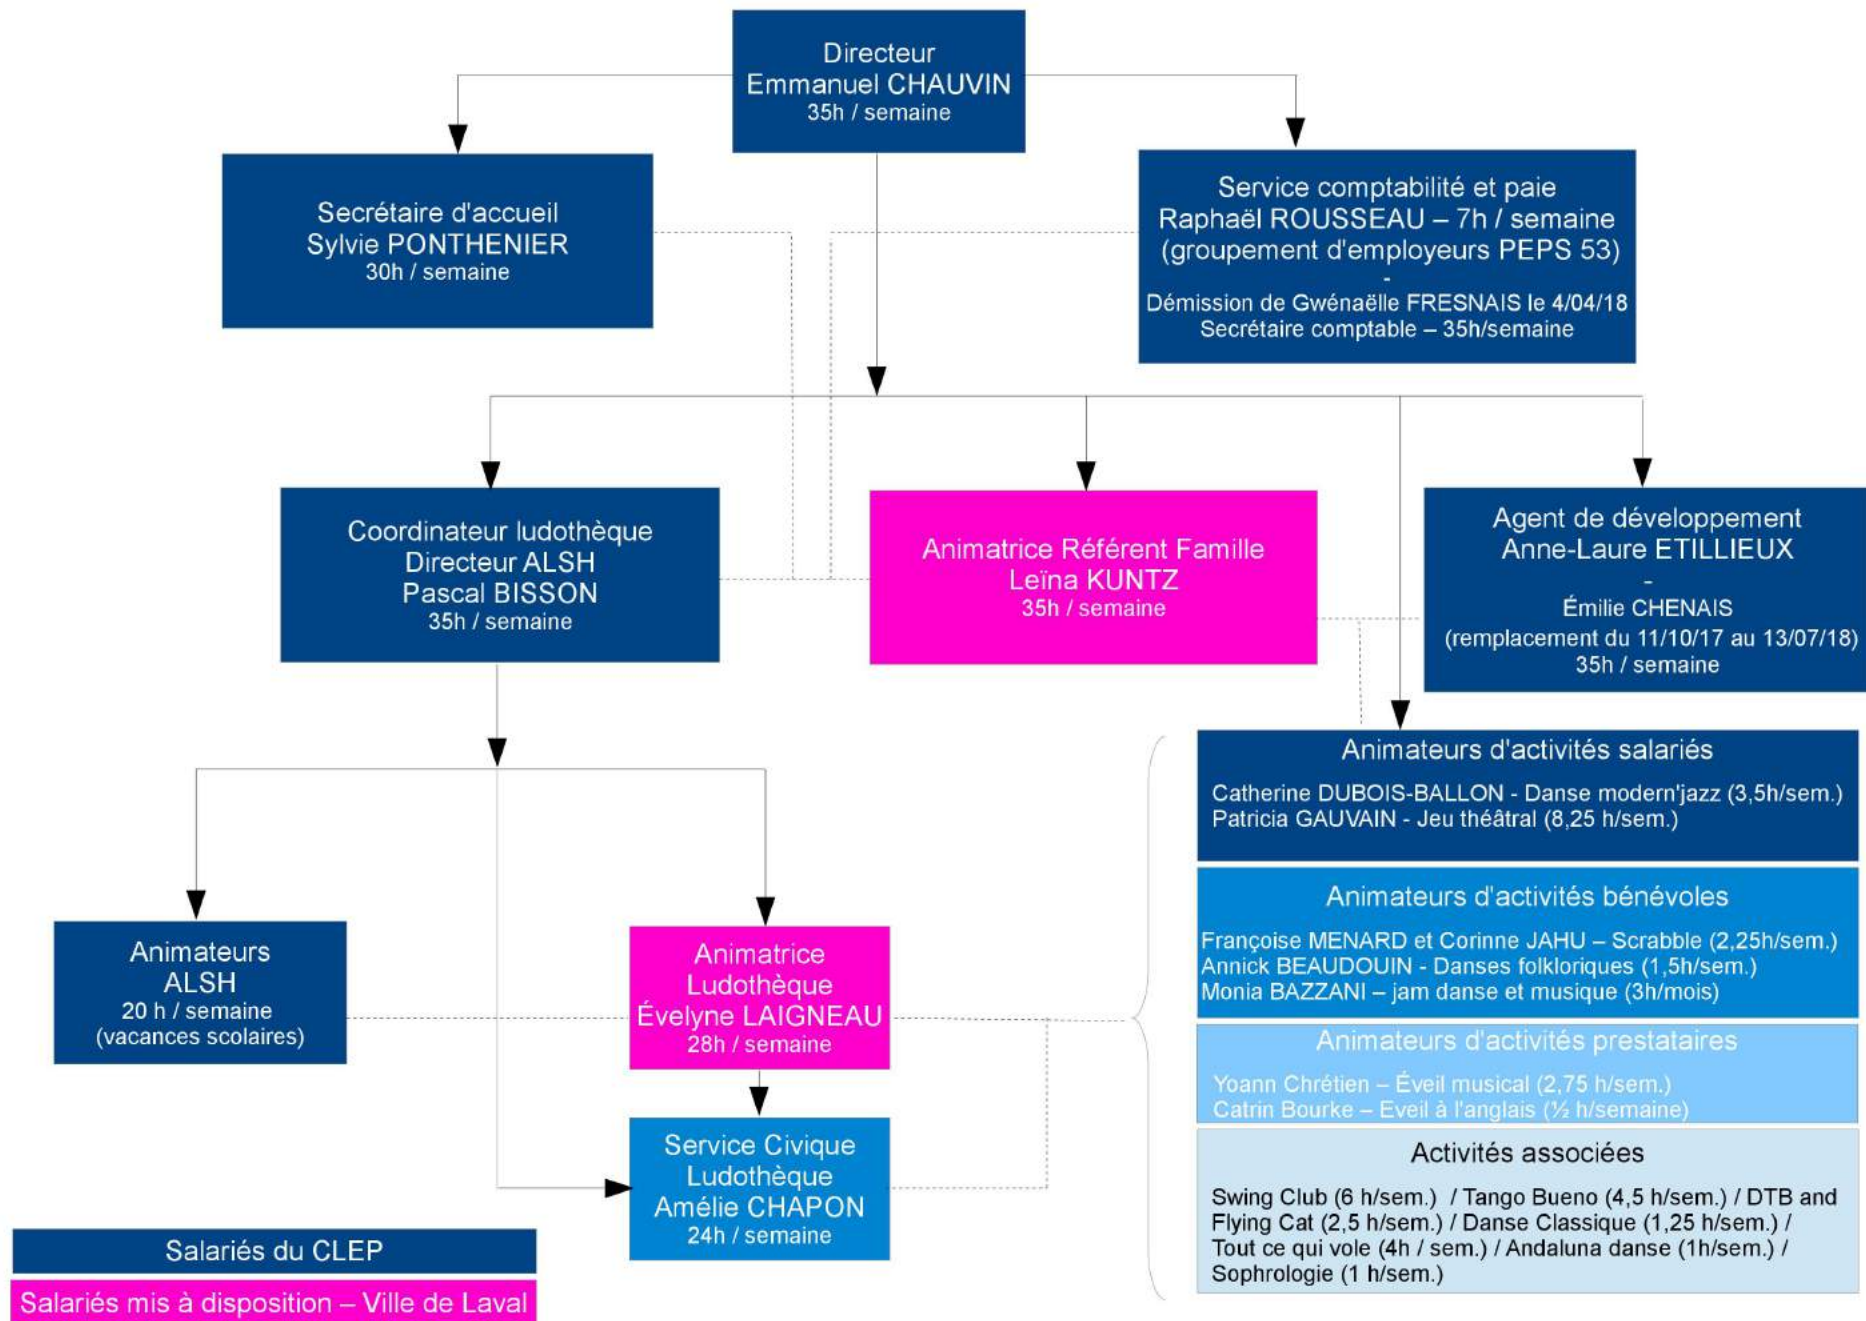 Directeur
Emmanuel CHAUVIN
35h / semaine
Secrétaire d'accueil
Sylvie PONTHENIER
30h / semaine
Service comptabilité et paie
Raphaël ROUSSEAU – 7h / semaine
(groupement d'employeurs PEPS 53)
-
Démission de Gwénaëlle FRESNAIS le 4/04/18
Secrétaire comptable – 35h/semaine
Coordinateur ludothèque
Directeur ALSH
Pascal BISSON
35h / semaine
Animatrice Référent Famille
Leïna KUNTZ
35h / semaine
Agent de développement
Anne-Laure ETILLIEUX
-
Émilie CHENAIS
(remplacement du 11/10/17 au 13/07/18)
35h / semaine
Animateurs d'activités salariés
Catherine DUBOIS-BALLON - Danse modern'jazz (3,5h/sem.)
Patricia GAUVAIN - Jeu théâtral (8,25 h/sem.)
Animateurs d'activités bénévoles
Françoise MENARD et Corinne JAHU – Scrabble (2,25h/sem.)
Annick BEAUDOUIN - Danses folkloriques (1,5h/sem.)
Monia BAZZANI – jam danse et musique (3h/mois)
Animateurs d'activités prestataires
Yoann Chrétien – Éveil musical (2,75 h/sem.)
Catrin Bourke – Eveil à l'anglais (½ h/semaine)
Activités associées
Swing Club (6 h/sem.) / Tango Bueno (4,5 h/sem.) / DTB and
Flying Cat (2,5 h/sem.) / Danse Classique (1,25 h/sem.) /
Tout ce qui vole (4h / sem.) / Andaluna danse (1h/sem.) /
Sophrologie (1 h/sem.)
Animateurs
ALSH
20 h / semaine
(vacances scolaires)
Animatrice
Ludothèque
Évelyne LAIGNEAU
28h / semaine
Service Civique
Ludothèque
Amélie CHAPON
24h / semaine
Salariés du CLEP
Salariés mis à disposition – Ville de Laval